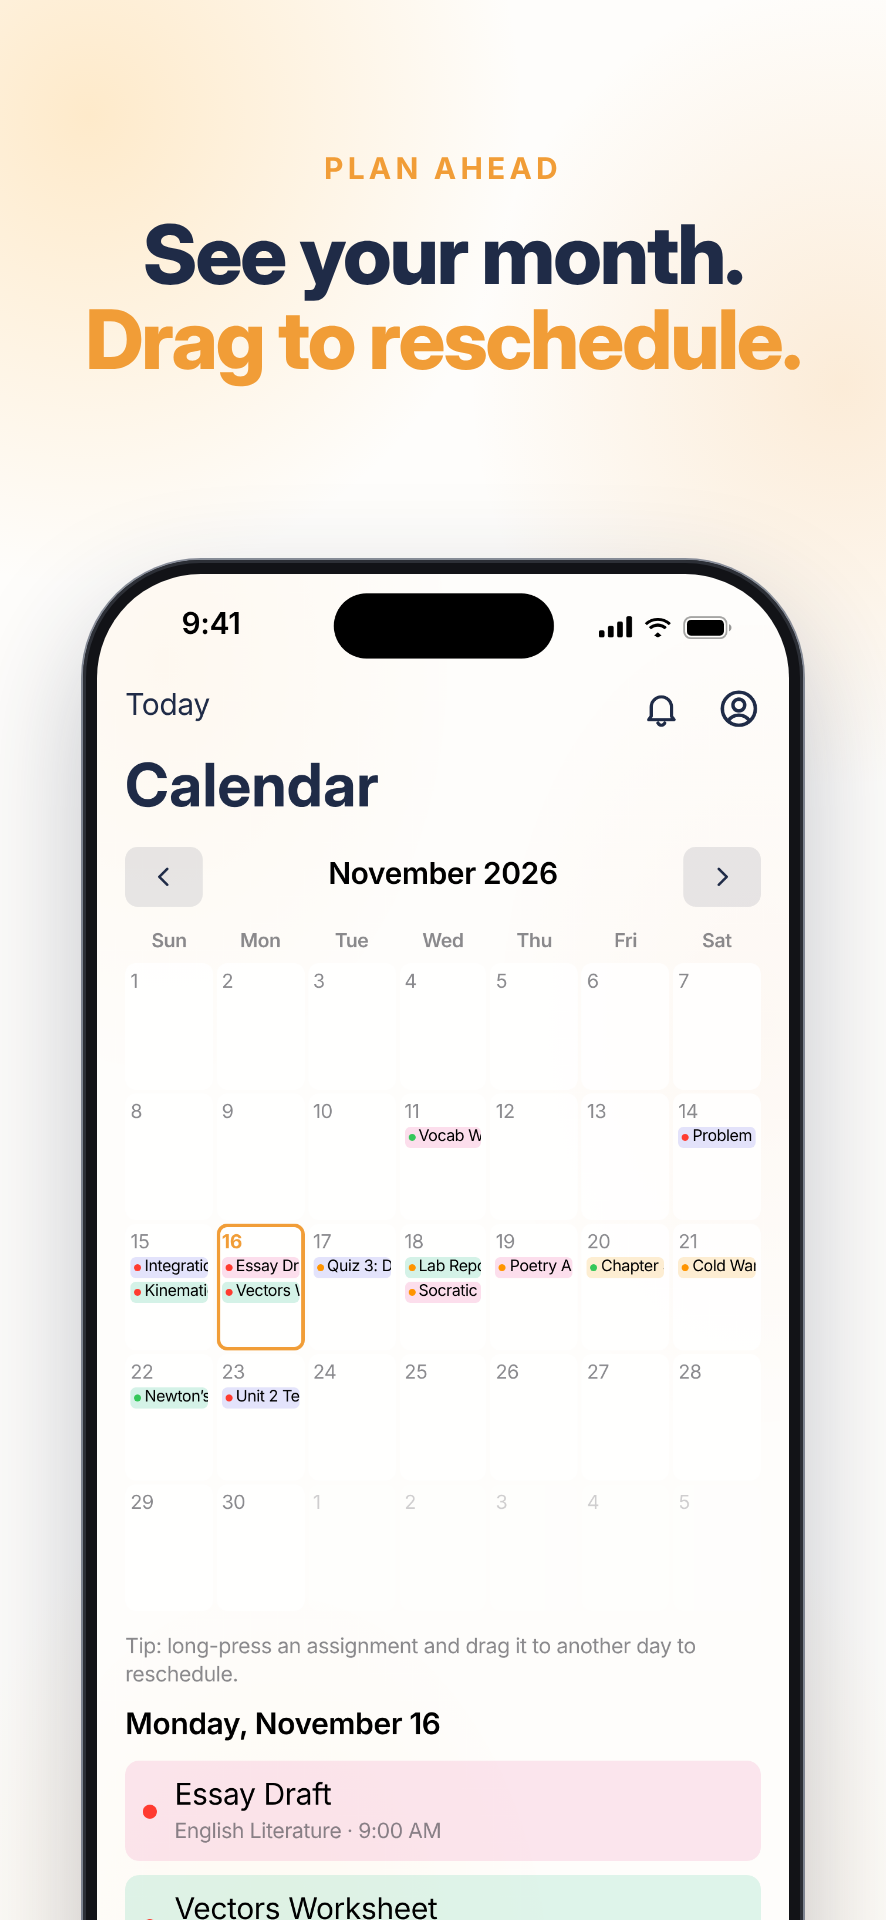 PLAN AHEAD
See your month.
Drag to reschedule.
9:41
Today
Calendar
November 2026
Sun Mon Tue Wed Thu Fri Sat
1 2 3 4 5 6 7
8 9 10 11 12 13 14
Vocab W Problem
15 16 17 18 19 20 21
Integratic Essay Dr Quiz 3: D Lab Repo Poetry A Chapter Cold War
Kinemati Vectors W Socratic
22 23 24 25 26 27 28
Newton's Unit 2 Te
29 30 1 2 3 4 5
Tip: long-press an assignment and drag it to another day to
reschedule.
Monday, November 16
Essay Draft
English Literature · 9:00 AM
Vectors Worksheet